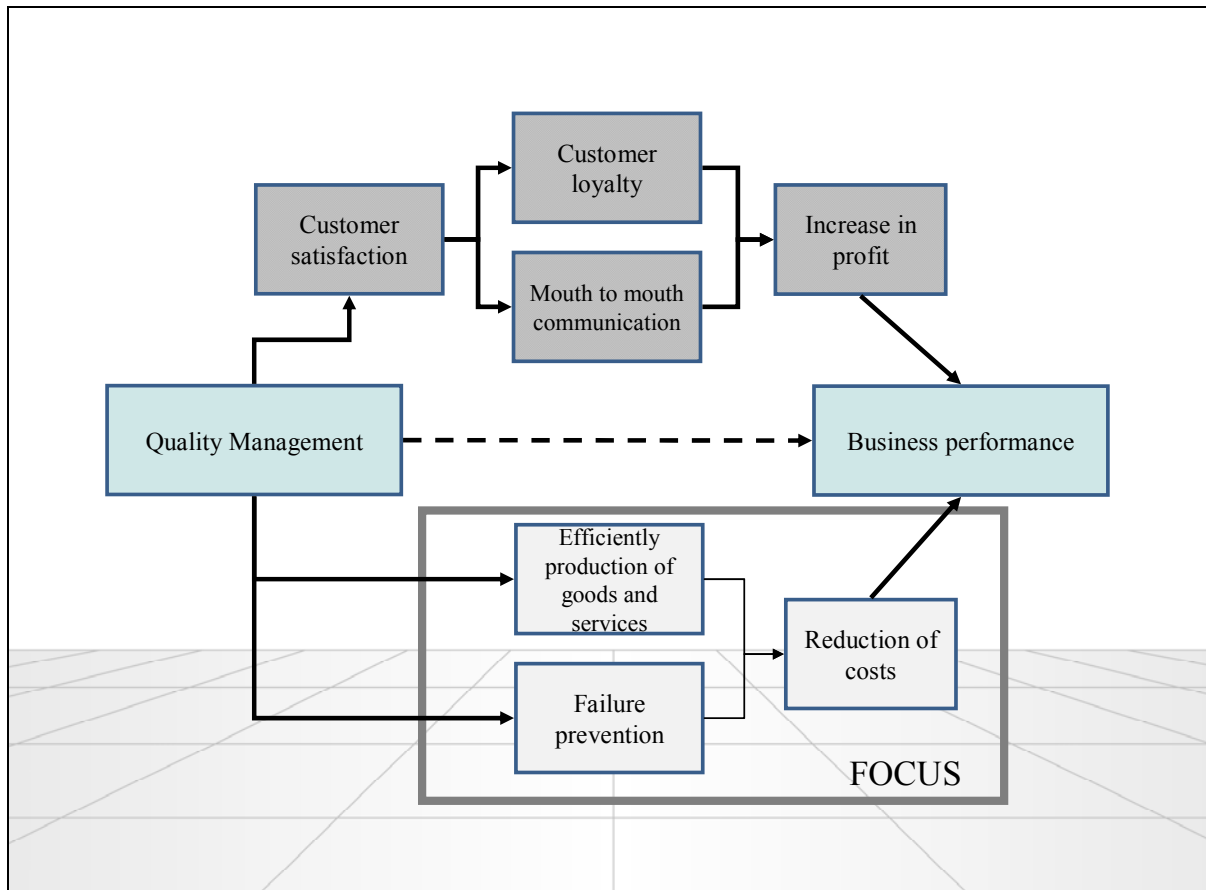 Customer
loyalty
Customer
satisfaction
Increase in
profit
Mouth to mouth
communication
Quality Management
Business performance
Efficiently
production of
goods and
services
Reduction of
costs
Failure
prevention
FOCUS